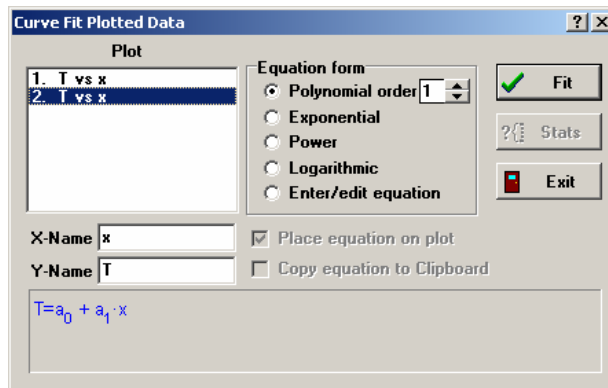 Curve Fit Plotted Data
Plot
1. T vs x
2. T vs x
Equation form
Polynomial order 1
Exponential
Power
Logarithmic
Enter/edit equation
Fit
?{ Stats
Exit
X-Name x
Y-Name T
Place equation on plot
Copy equation to Clipboard
T=a₀ + a₁·x